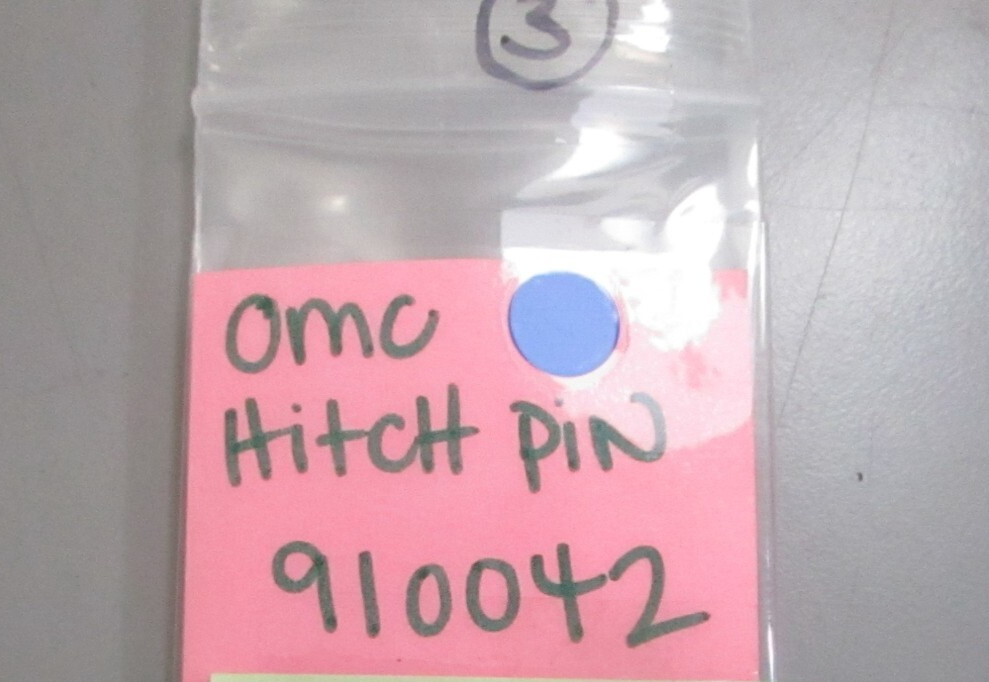 3
OMC
HitcH PiN
910042